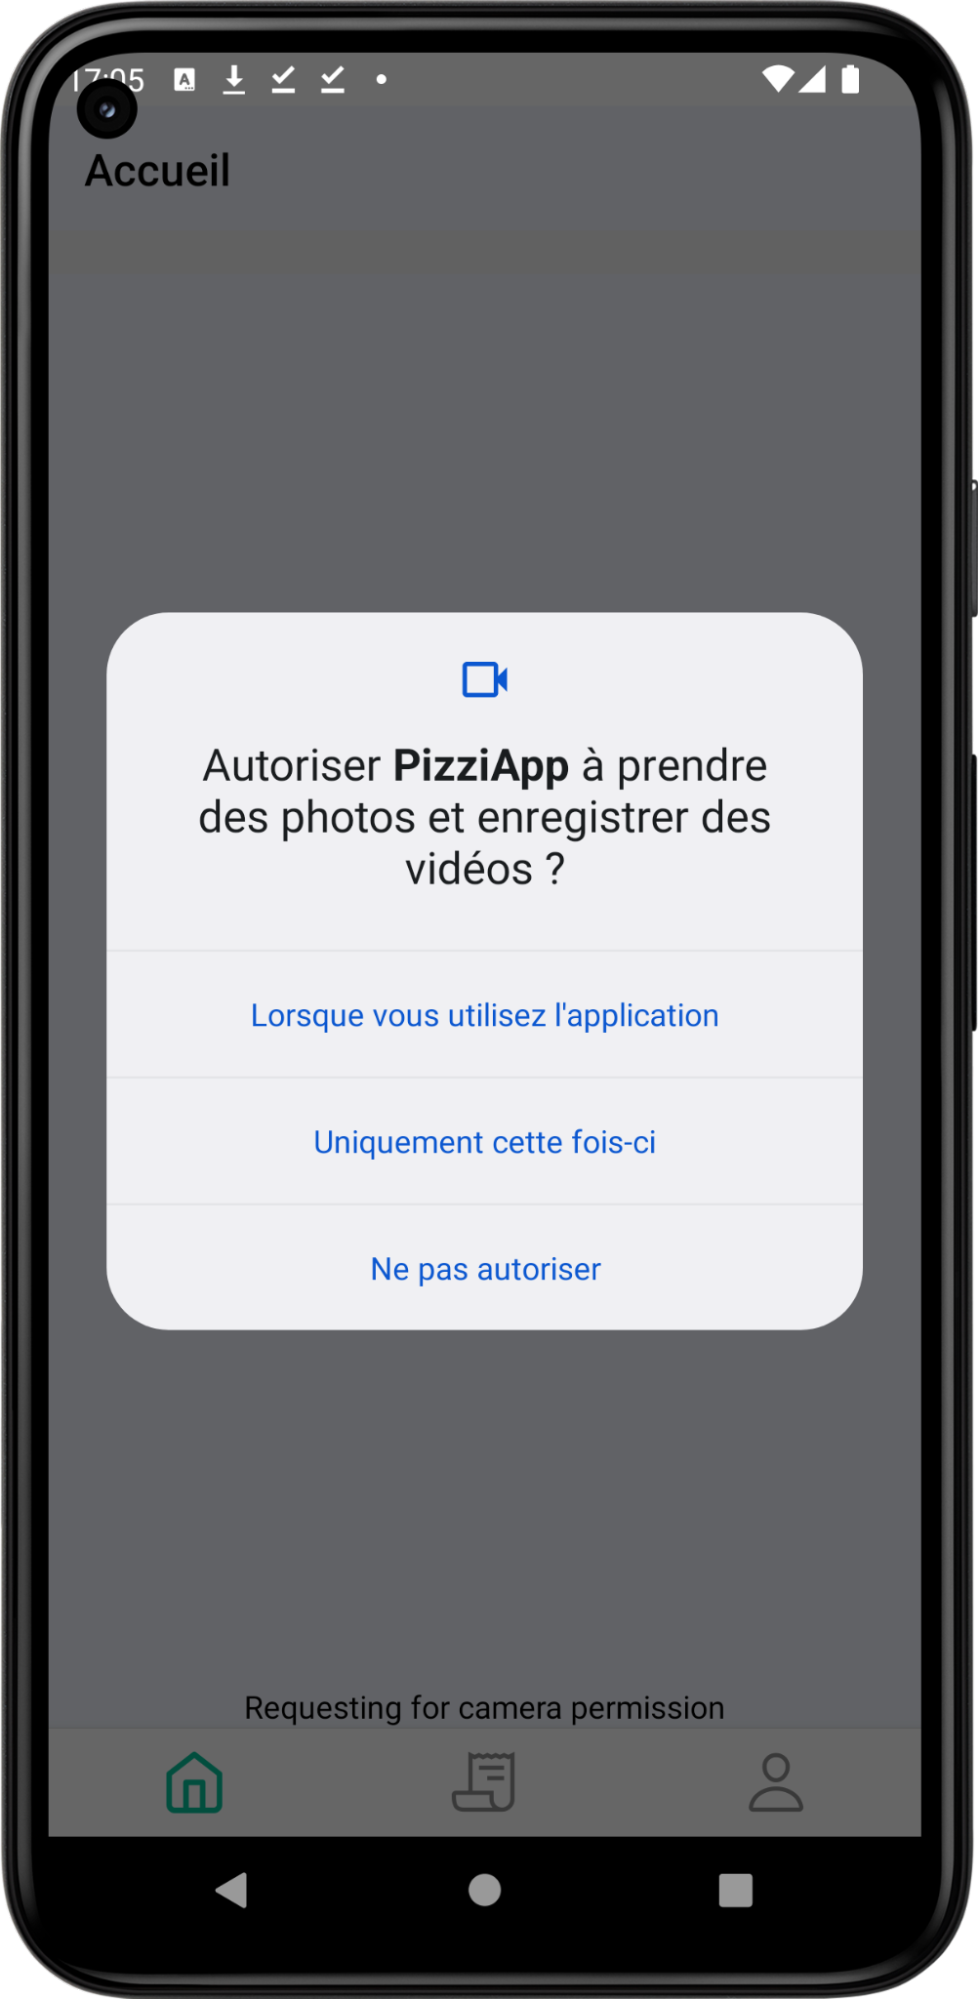 17:05
Accueil
Autoriser PizziApp à prendre
des photos et enregistrer des
vidéos ?
Lorsque vous utilisez l'application
Uniquement cette fois-ci
Ne pas autoriser
Requesting for camera permission